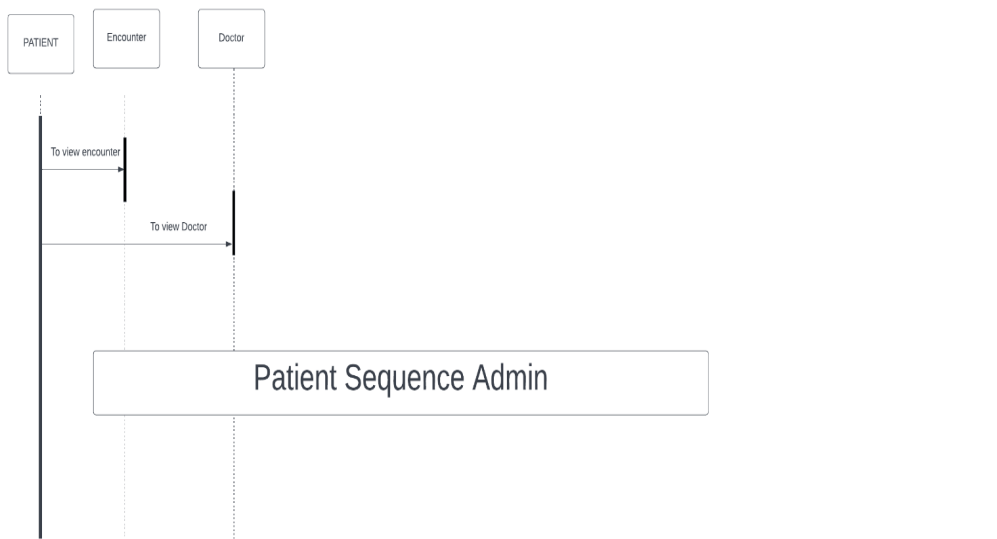 PATIENT
Encounter
Doctor
To view encounter
To view Doctor
Patient Sequence Admin